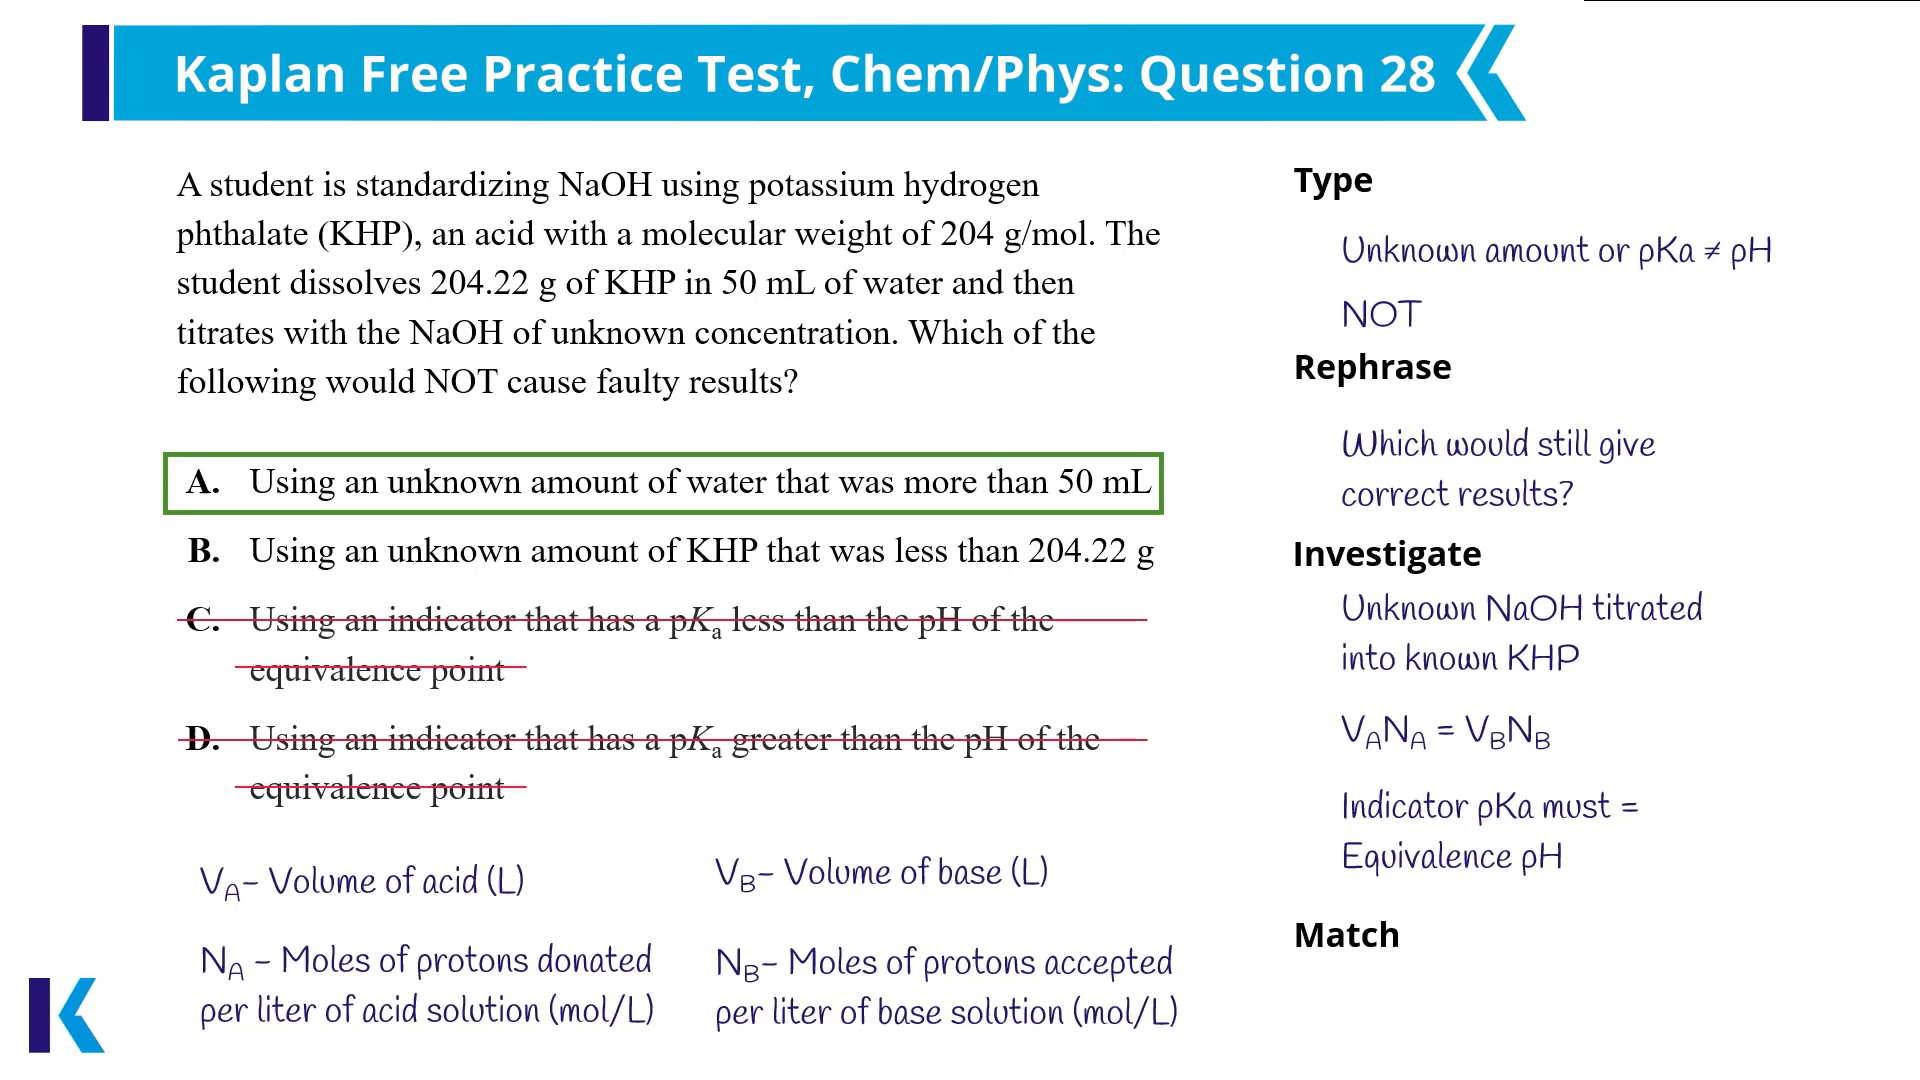 Kaplan Free Practice Test, Chem/Phys: Question 28
A student is standardizing NaOH using potassium hydrogen
phthalate (KHP), an acid with a molecular weight of 204 g/mol. The
student dissolves 204.22 g of KHP in 50 mL of water and then
titrates with the NaOH of unknown concentration. Which of the
following would NOT cause faulty results?
A. Using an unknown amount of water that was more than 50 mL
B. Using an unknown amount of KHP that was less than 204.22 g
C. Using an indicator that has a pKₐ less than the pH of the
equivalence point
D. Using an indicator that has a pKₐ greater than the pH of the
equivalence point
V_A– Volume of acid (L)
N_A – Moles of protons donated
per liter of acid solution (mol/L)
V_B– Volume of base (L)
N_B– Moles of protons accepted
per liter of base solution (mol/L)
Type
Unknown amount or pKa ≠ pH
NOT
Rephrase
Which would still give
correct results?
Investigate
Unknown NaOH titrated
into known KHP
V_AN_A = V_BN_B
Indicator pKa must =
Equivalence pH
Match